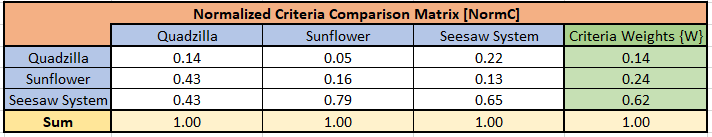 Normalized Criteria Comparison Matrix [NormC]
Quadzilla Sunflower Seesaw System Criteria Weights {W}
Quadzilla 0.14 0.05 0.22 0.14
Sunflower 0.43 0.16 0.13 0.24
Seesaw System 0.43 0.79 0.65 0.62
Sum 1.00 1.00 1.00 1.00